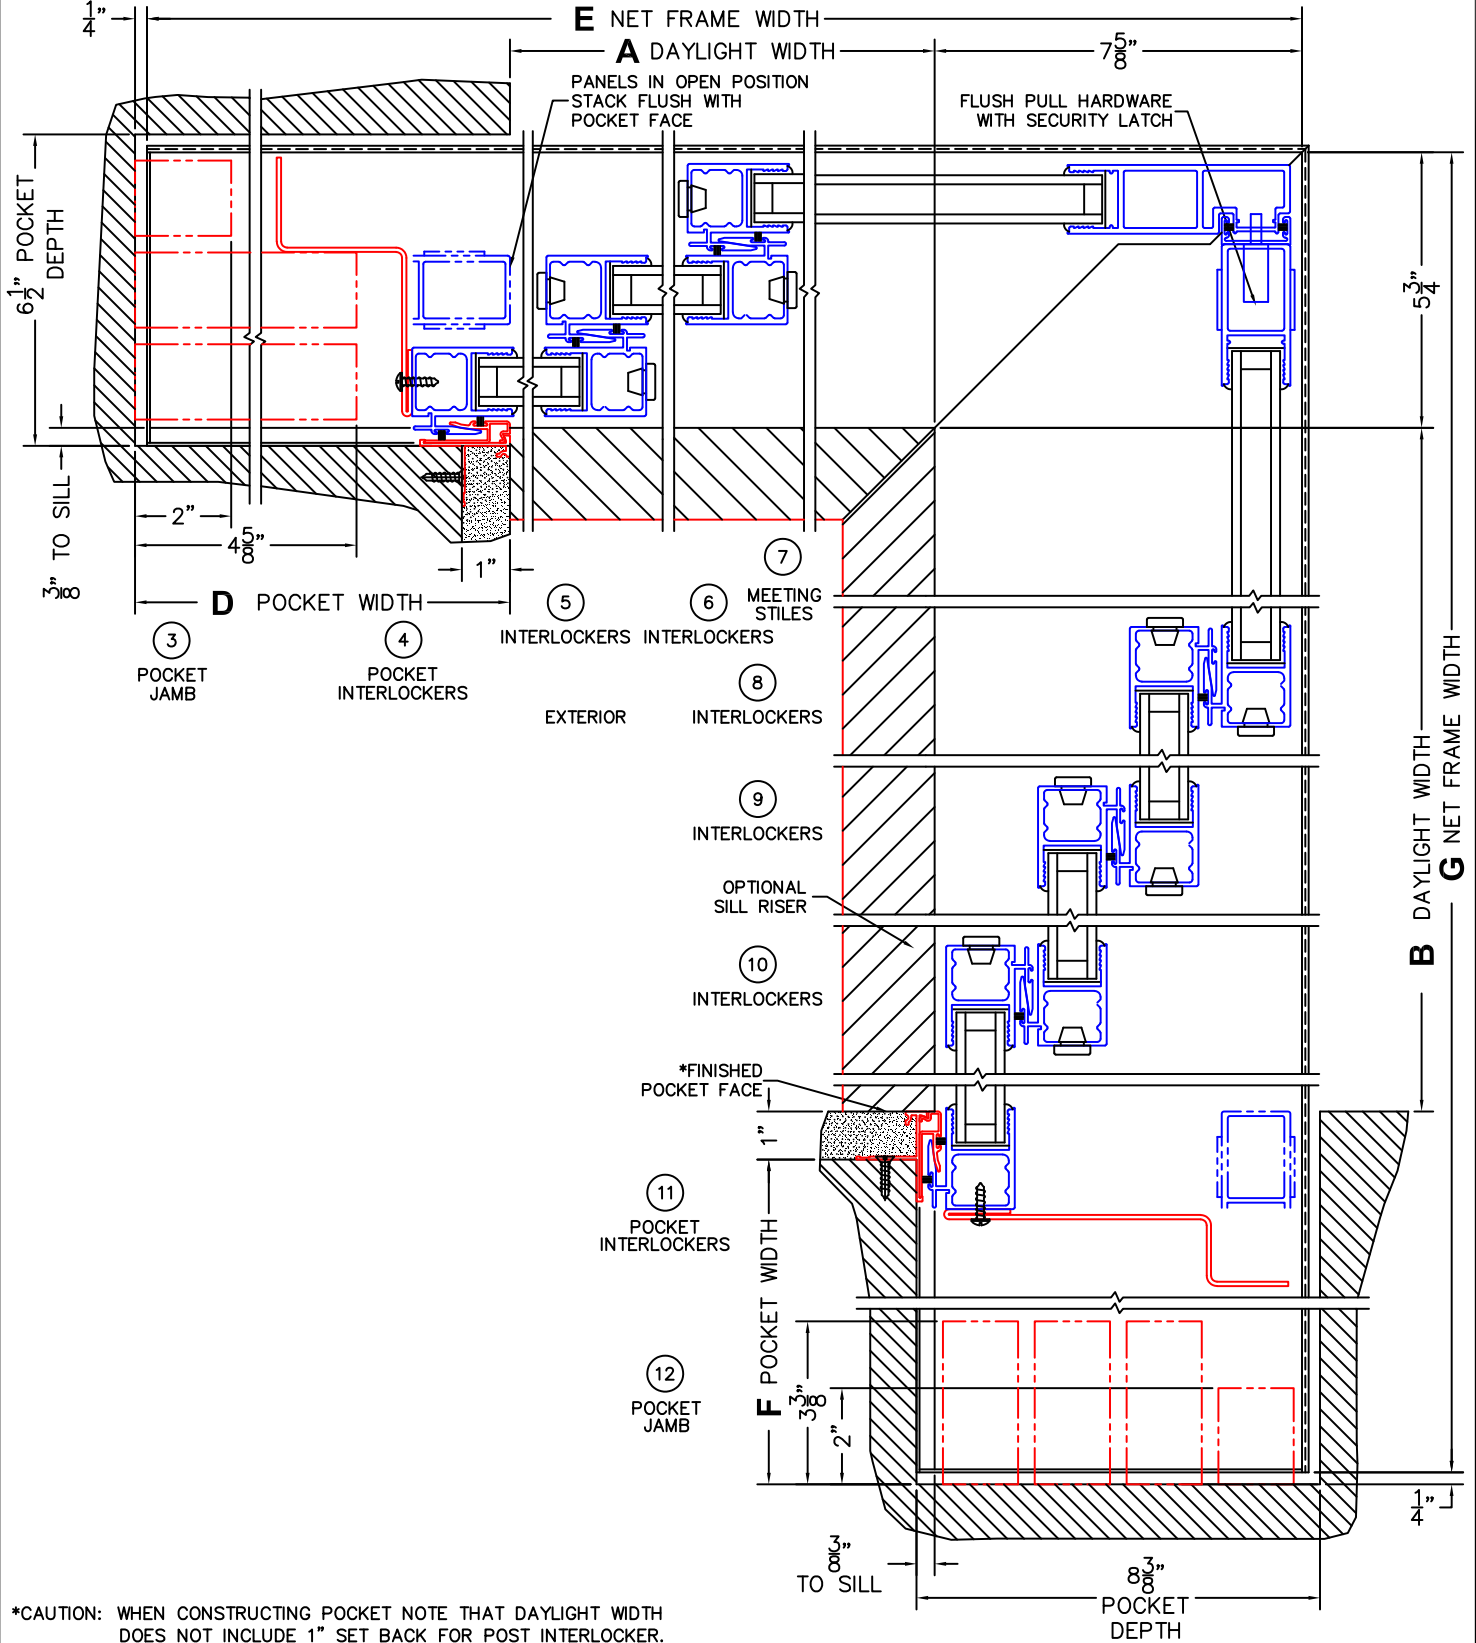 1/4"
E NET FRAME WIDTH
A DAYLIGHT WIDTH
7 5/8"
PANELS IN OPEN POSITION
STACK FLUSH WITH
POCKET FACE
FLUSH PULL HARDWARE
WITH SECURITY LATCH
6 1/2" POCKET
DEPTH
5 3/4"
3/8" TO SILL
2"
4 5/8"
1"
D POCKET WIDTH
3
POCKET
JAMB
4
POCKET
INTERLOCKERS
5
INTERLOCKERS
6
INTERLOCKERS
7
MEETING
STILES
8
INTERLOCKERS
EXTERIOR
9
INTERLOCKERS
OPTIONAL
SILL RISER
10
INTERLOCKERS
B DAYLIGHT WIDTH
G NET FRAME WIDTH
*FINISHED
POCKET FACE
1"
11
POCKET
INTERLOCKERS
F POCKET WIDTH
12
POCKET
JAMB
3 3/8"
2"
1/4"
3/8"
TO SILL
8 3/8"
POCKET
DEPTH
*CAUTION: WHEN CONSTRUCTING POCKET NOTE THAT DAYLIGHT WIDTH
DOES NOT INCLUDE 1" SET BACK FOR POST INTERLOCKER.